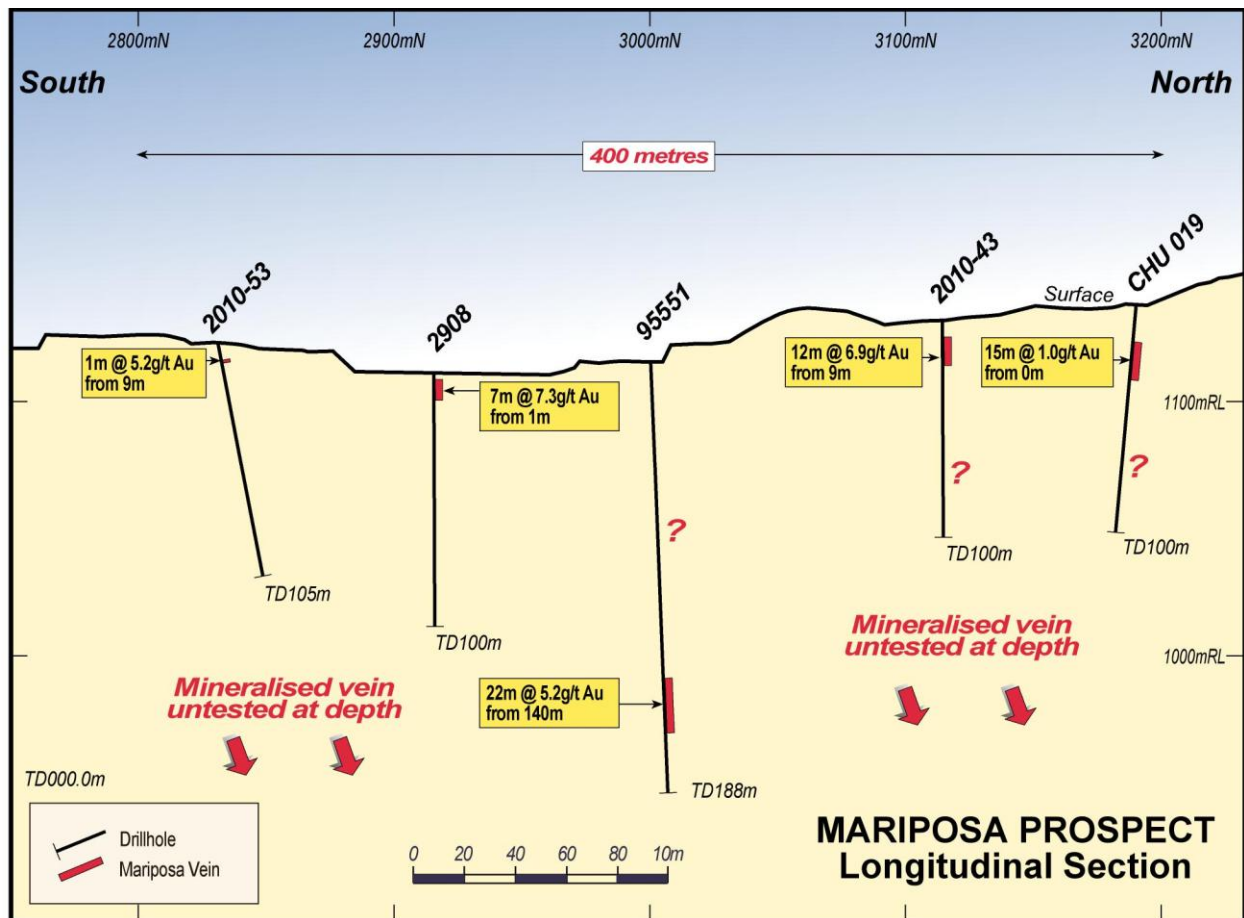 2800mN
2900mN
3000mN
3100mN
3200mN
South
North
400 metres
2010-53
2908
95551
2010-43
CHU 019
Surface
1m @ 5.2g/t Au
from 9m
7m @ 7.3g/t Au
from 1m
12m @ 6.9g/t Au
from 9m
15m @ 1.0g/t Au
from 0m
1100mRL
?
?
?
TD100m
TD100m
TD105m
TD100m
Mineralised vein
untested at depth
1000mRL
Mineralised vein
untested at depth
22m @ 5.2g/t Au
from 140m
TD000.0m
TD188m
Drillhole
Mariposa Vein
0 20 40 60 80 10m
MARIPOSA PROSPECT
Longitudinal Section